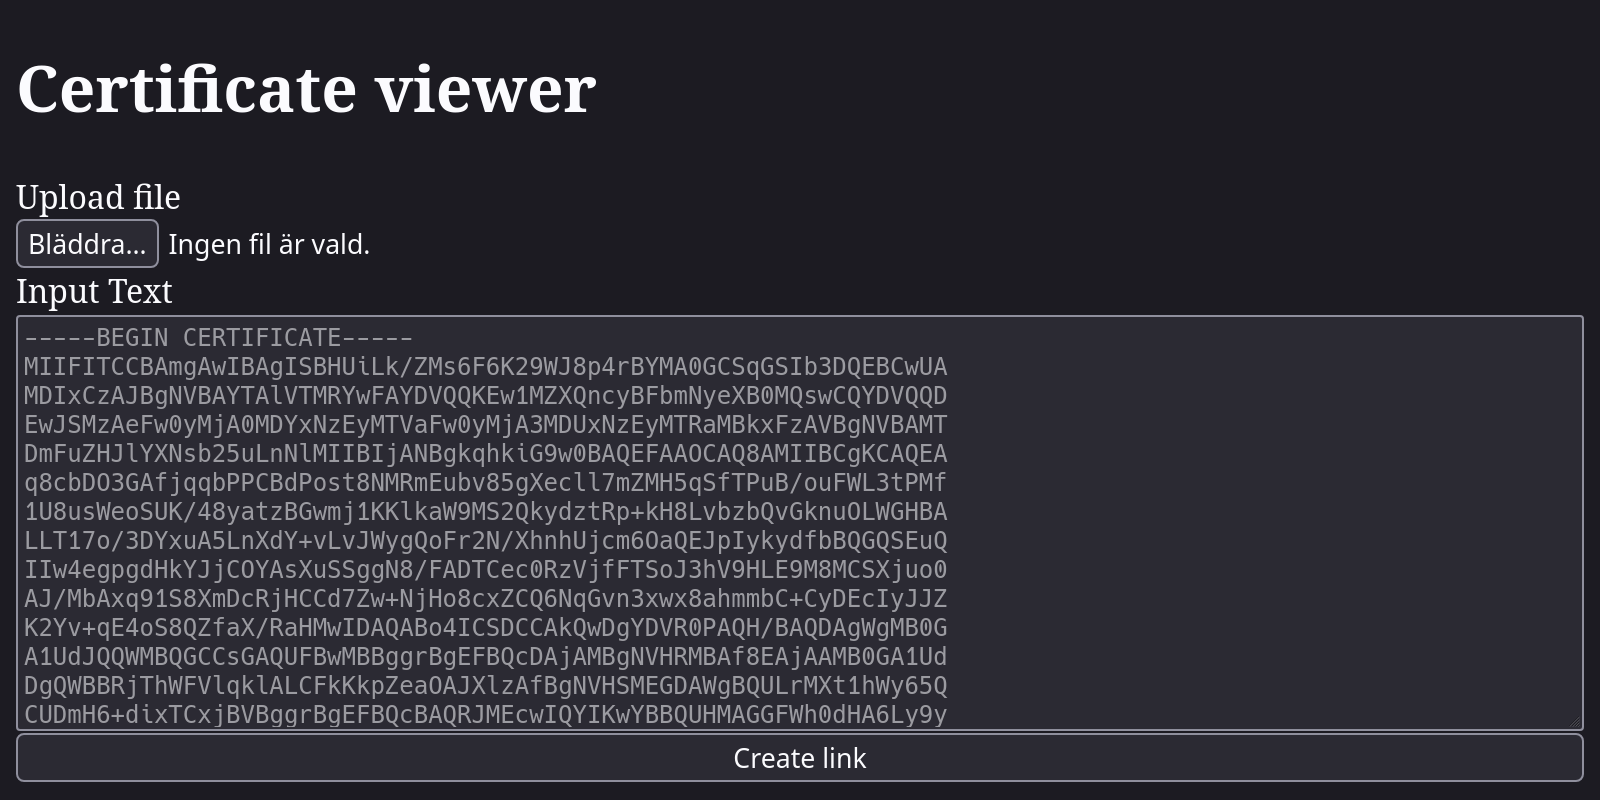 Certificate viewer
Upload file
Bläddra... Ingen fil är vald.
Input Text
-----BEGIN CERTIFICATE-----
MIIFITCCBAmgAwIBAgISBHUiLk/ZMs6F6K29WJ8p4rBYMA0GCSqGSIb3DQEBCwUA
MDIxCzAJBgNVBAYTAlVTMRYwFAYDVQQKEw1MZXQncyBFbmNyeXB0MQswCQYDVQQD
EwJSMzAeFw0yMjA0MDYxNzEyMTVaFw0yMjA3MDUxNzEyMTRaMBkxFzAVBgNVBAMT
DmFuZHJlYXNsb25uLnNlMIIBIjANBgkqhkiG9w0BAQEFAAOCAQ8AMIIBCgKCAQEA
q8cbDO3GAfjqqbPPCBdPost8NMRmEubv85gXecll7mZMH5qSfTPuB/ouFWL3tPMf
1U8usWeoSUK/48yatzBGwmj1KKlkaW9MS2QkydztRp+kH8LvbzbQvGknuOLWGHBA
LLT17o/3DYxuA5LnXdY+vLvJWygQoFr2N/XhnhUjcm6OaQEJpIykydfbBQGQSEuQ
IIw4egpgdHkYJjCOYAsXuSSggN8/FADTCec0RzVjfFTSoJ3hV9HLE9M8MCSXjuo0
AJ/MbAxq91S8XmDcRjHCCd7Zw+NjHo8cxZCQ6NqGvn3xwx8ahmmbC+CyDEcIyJJZ
K2Yv+qE4oS8QZfaX/RaHMwIDAQABo4ICSDCCAkQwDgYDVR0PAQH/BAQDAgWgMB0G
A1UdJQQWMBQGCCsGAQUFBwMBBggrBgEFBQcDAjAMBgNVHRMBAf8EAjAAMB0GA1Ud
DgQWBBRjThWFVlqklALCFkKkpZeaOAJXlzAfBgNVHSMEGDAWgBQULrMXt1hWy65Q
CUDmH6+dixTCxjBVBggrBgEFBQcBAQRJMEcwIQYIKwYBBQUHMAGGFWh0dHA6Ly9y
Create link